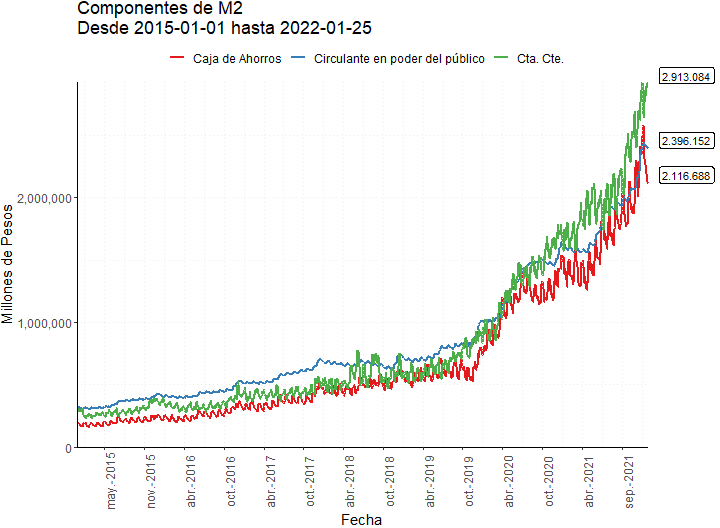 Componentes de M2
Desde 2015-01-01 hasta 2022-01-25
Caja de Ahorros Circulante en poder del público Cta. Cte.
2.913.084
2.396.152
2.116.688
Millones de Pesos
2,000,000
1,000,000
0
may.-2015 nov.-2015 abr.-2016 oct.-2016 abr.-2017 oct.-2017 abr.-2018 oct.-2018 abr.-2019 oct.-2019 abr.-2020 oct.-2020 abr.-2021 sep.-2021
Fecha